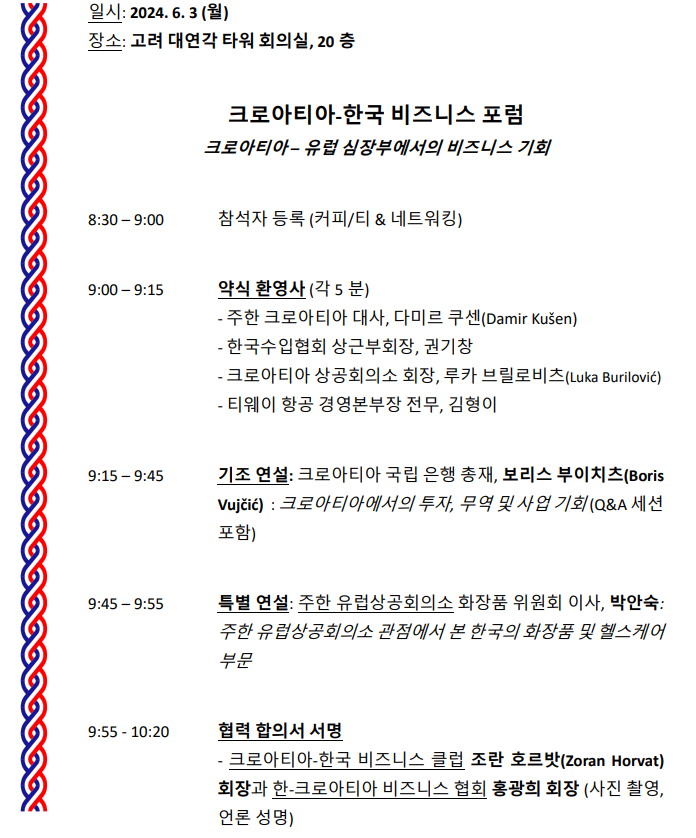 일시: 2024. 6. 3 (월)
장소: 고려 대연각 타워 회의실, 20 층
크로아티아-한국 비즈니스 포럼
크로아티아 – 유럽 심장부에서의 비즈니스 기회
8:30 – 9:00 참석자 등록 (커피/티 & 네트워킹)
9:00 – 9:15 약식 환영사 (각 5 분)
- 주한 크로아티아 대사, 다미르 쿠센(Damir Kušen)
- 한국수입협회 상근부회장, 권기창
- 크로아티아 상공회의소 회장, 루카 브릴로비츠(Luka Burilović)
- 티웨이 항공 경영본부장 전무, 김형이
9:15 – 9:45 기조 연설: 크로아티아 국립 은행 총재, 보리스 부이치츠(Boris
Vujčić) : 크로아티아에서의 투자, 무역 및 사업 기회 (Q&A 세션
포함)
9:45 – 9:55 특별 연설: 주한 유럽상공회의소 화장품 위원회 이사, 박안숙:
주한 유럽상공회의소 관점에서 본 한국의 화장품 및 헬스케어
부문
9:55 - 10:20 협력 합의서 서명
- 크로아티아-한국 비즈니스 클럽 조란 호르밧(Zoran Horvat)
회장과 한-크로아티아 비즈니스 협회 홍광희 회장 (사진 촬영,
언론 성명)